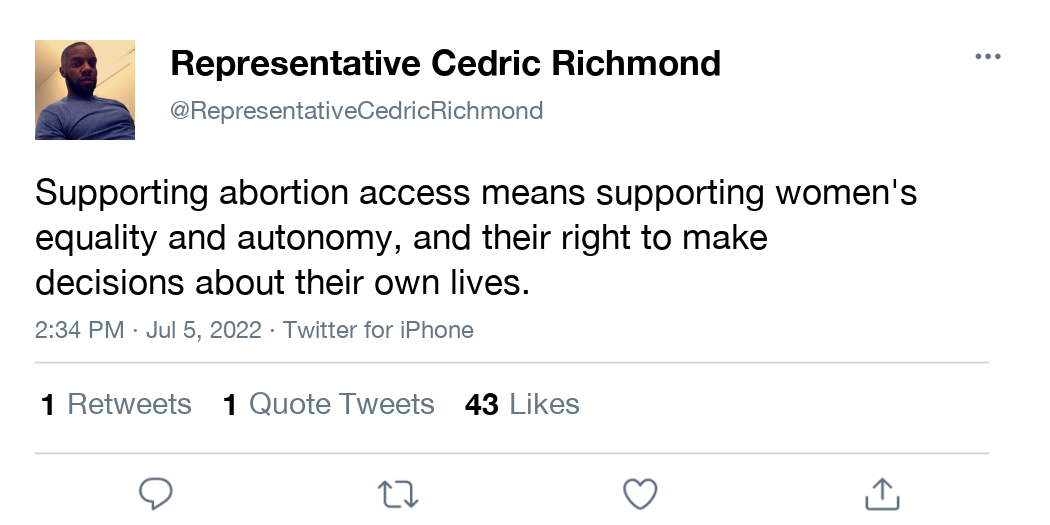 Representative Cedric Richmond
@RepresentativeCedricRichmond
Supporting abortion access means supporting women's
equality and autonomy, and their right to make
decisions about their own lives.
2:34 PM · Jul 5, 2022 · Twitter for iPhone
1 Retweets 1 Quote Tweets 43 Likes